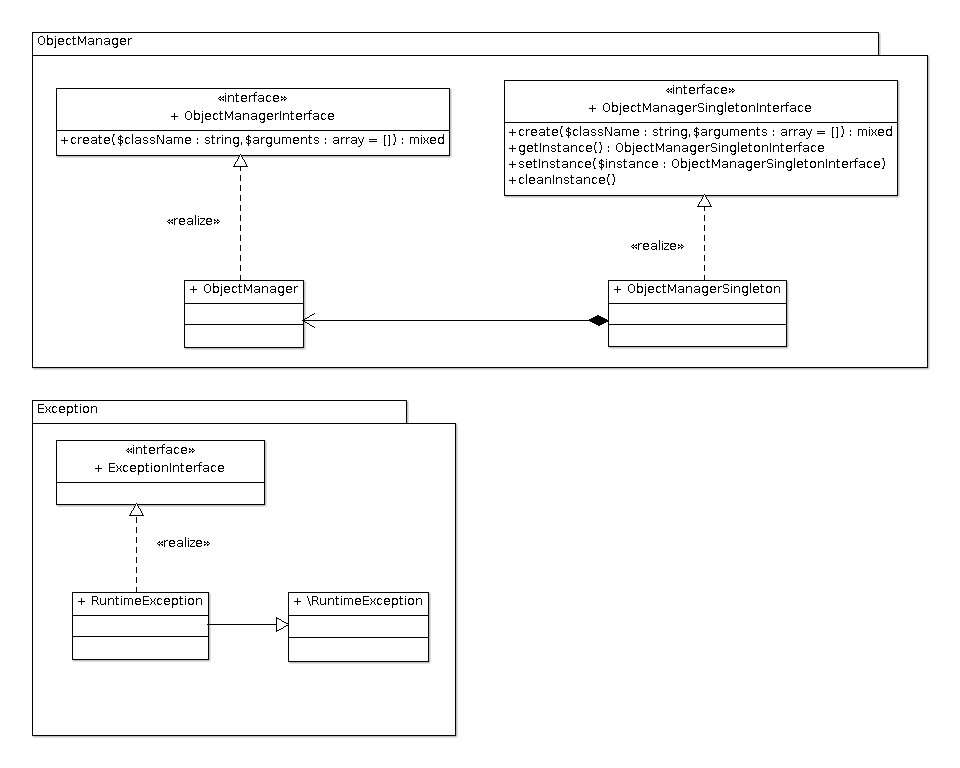 ObjectManager
«interface»
+ ObjectManagerInterface
+create($className : string,$arguments : array = []) : mixed
«interface»
+ ObjectManagerSingletonInterface
+create($className : string,$arguments : array = []) : mixed
+getInstance() : ObjectManagerSingletonInterface
+setInstance($instance : ObjectManagerSingletonInterface)
+cleanInstance()
«realize»
«realize»
+ ObjectManager
+ ObjectManagerSingleton
Exception
«interface»
+ ExceptionInterface
«realize»
+ RuntimeException
+ \RuntimeException